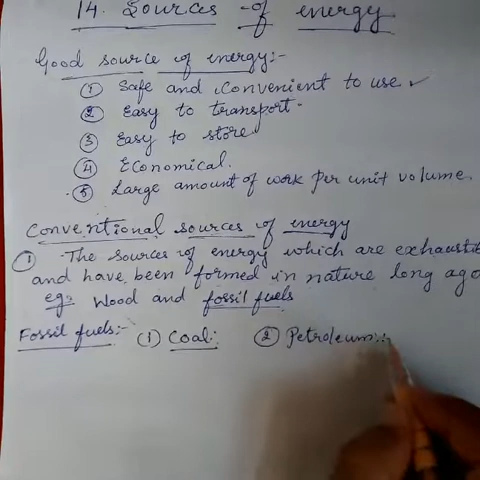 14. Sources of energy
Good source of energy:-
① Safe and convenient to use ✓
② Easy to transport.
③ Easy to store
④ Economical.
⑤ Large amount of work per unit volume.
Conventional sources of energy
① The sources of energy which are exhausti
and have been formed in nature long ago
eg: Wood and fossil fuels
Fossil fuels:- ① Coal: ② Petroleum:-